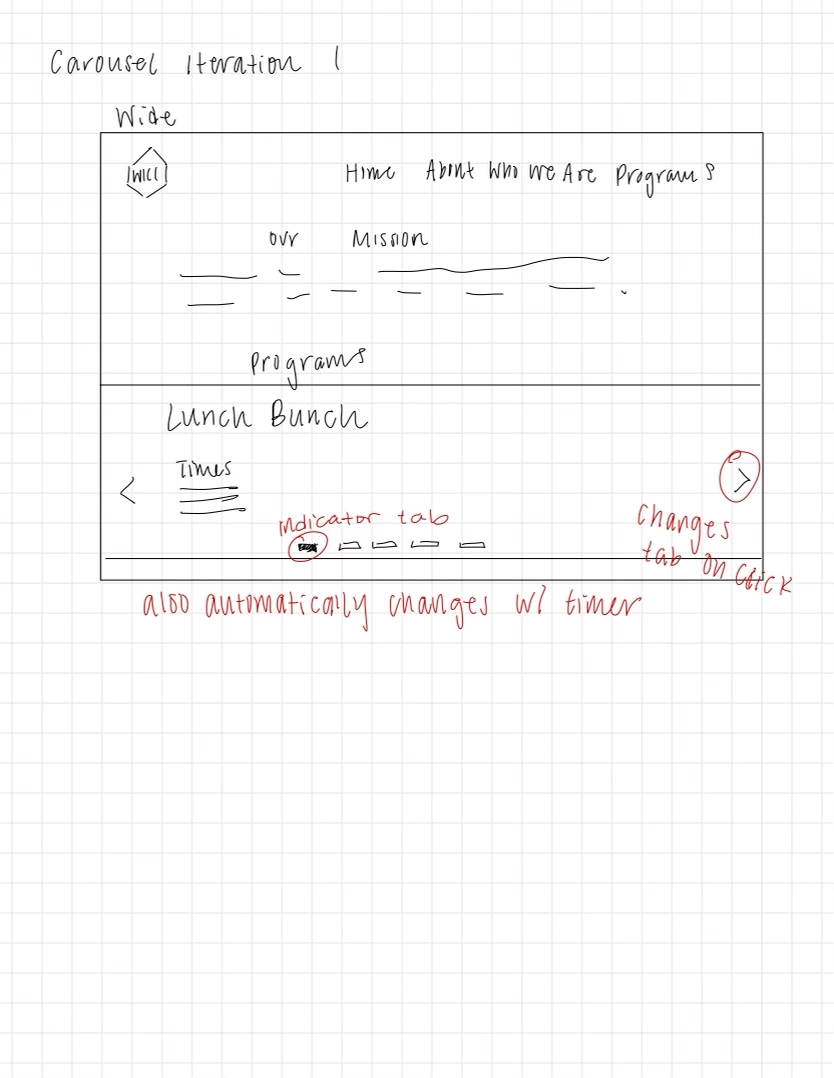 Carousel Iteration 1
Wide
WICI
Home About Who We Are Programs
Our Mission
Programs
Lunch Bunch
Times
<
>
indicator tab
Changes
tab on click
also automatically changes w/ timer